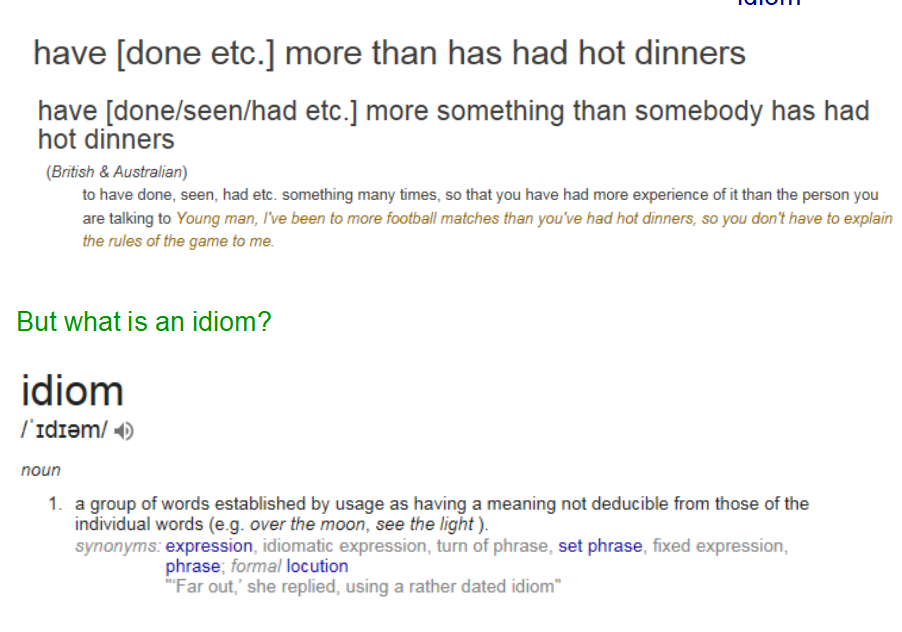 idiom
have [done etc.] more than has had hot dinners
have [done/seen/had etc.] more something than somebody has had
hot dinners
(British & Australian)
to have done, seen, had etc. something many times, so that you have had more experience of it than the person you
are talking to Young man, I've been to more football matches than you've had hot dinners, so you don't have to explain
the rules of the game to me.
But what is an idiom?
idiom
/ˈɪdɪəm/
noun
1. a group of words established by usage as having a meaning not deducible from those of the
individual words (e.g. over the moon, see the light ).
synonyms: expression, idiomatic expression, turn of phrase, set phrase, fixed expression,
phrase; formal locution
"'Far out,' she replied, using a rather dated idiom"